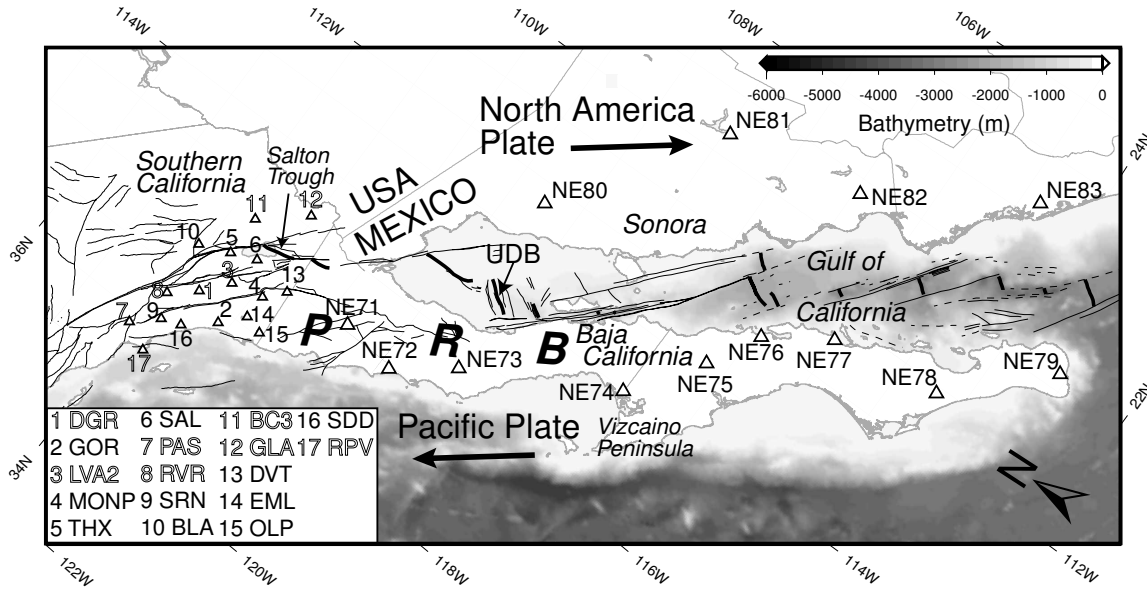 114W 112W 110W 108W 106W
-6000 -5000 -4000 -3000 -2000 -1000 0
Bathymetry (m)
North America
Plate
NE81
24N
Southern
California
Salton
Trough
USA
MEXICO
11 12
NE80
NE82
NE83
Sonora
36N
10 5 6
UDB
Gulf of
California
3 13
8 1 4
7 9 2 14
16 15
17
NE71
P
R
B
Baja
California
NE72
NE73
NE74
NE75
NE76
NE77
NE78
NE79
22N
Pacific Plate
Vizcaino
Peninsula
N
34N
1 DGR 6 SAL 11 BC3 16 SDD
2 GOR 7 PAS 12 GLA 17 RPV
3 LVA2 8 RVR 13 DVT
4 MONP 9 SRN 14 EML
5 THX 10 BLA 15 OLP
122W 120W 118W 116W 114W 112W